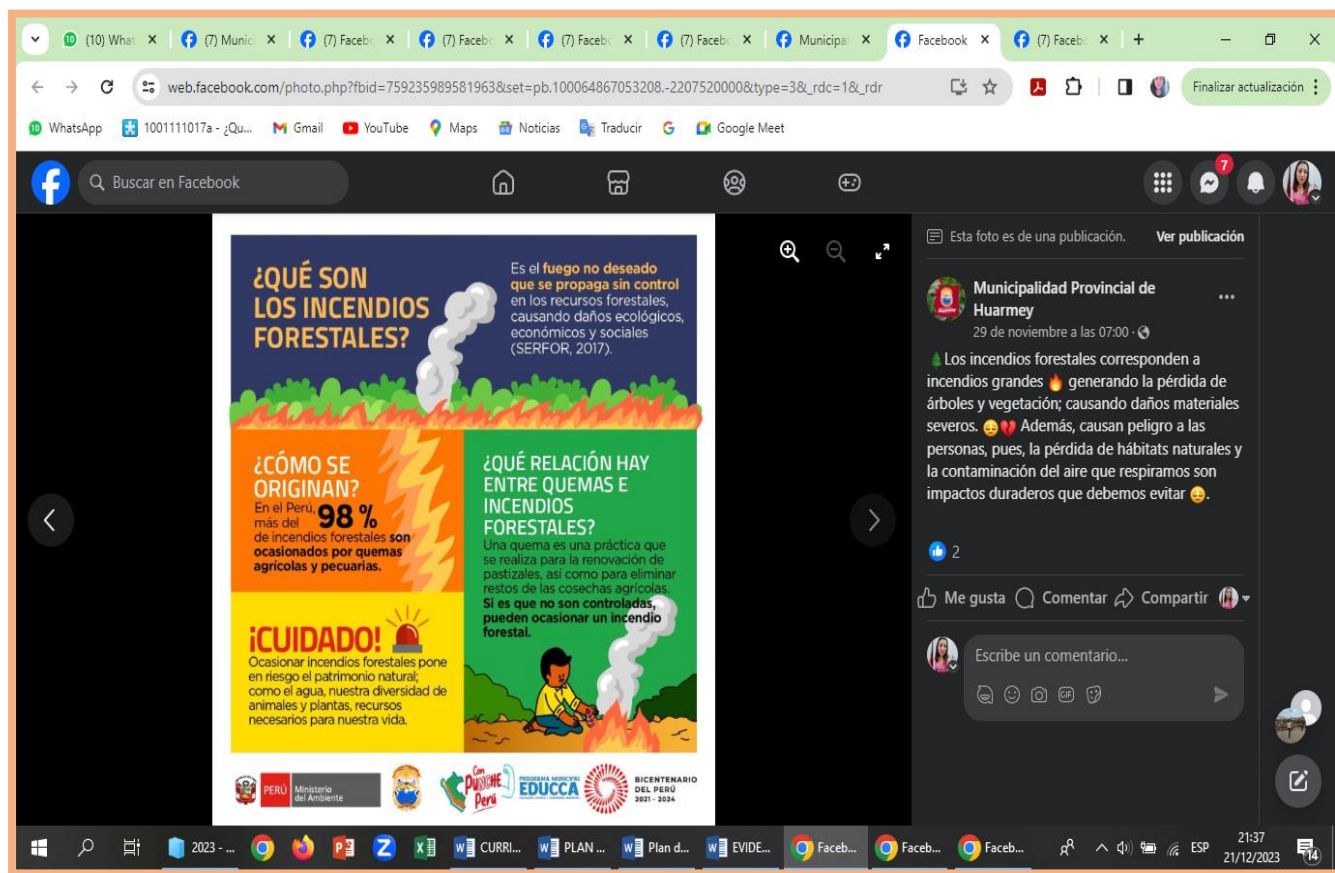 (10) What
(7) Munic
(7) Facebo
(7) Facebo
(7) Facebo
(7) Facebo
Municipal
Facebook
(7) Facebo
web.facebook.com/photo.php?fbid=759235989581963&set=pb.100064867053208.-2207520000&type=3&_rdc=1&_rdr
Finalizar actualización
WhatsApp
1001111017a - ¿Qu...
Gmail
YouTube
Maps
Noticias
Traducir
Google Meet
Buscar en Facebook
7
¿QUÉ SON
LOS INCENDIOS
FORESTALES?
Es el fuego no deseado
que se propaga sin control
en los recursos forestales,
causando daños ecológicos,
económicos y sociales
(SERFOR, 2017).
¿CÓMO SE
ORIGINAN?
En el Perú,
más del 98 %
de incendios forestales son
ocasionados por quemas
agrícolas y pecuarias.
¿QUÉ RELACIÓN HAY
ENTRE QUEMAS E
INCENDIOS
FORESTALES?
Una quema es una práctica que
se realiza para la renovación de
pastizales, así como para eliminar
restos de las cosechas agrícolas.
Si es que no son controladas,
pueden ocasionar un incendio
forestal.
¡CUIDADO!
Ocasionar incendios forestales pone
en riesgo el patrimonio natural;
como el agua, nuestra diversidad de
animales y plantas, recursos
necesarios para nuestra vida.
PERÚ
Ministerio
del Ambiente
Con
PUNCHE
Perú
PROGRAMA MUNICIPAL
EDUCCA
BICENTENARIO
DEL PERÚ
2021 - 2024
Esta foto es de una publicación.
Ver publicación
Municipalidad Provincial de
Huarmey
29 de noviembre a las 07:00 ·
Los incendios forestales corresponden a
incendios grandes 🔥 generando la pérdida de
árboles y vegetación; causando daños materiales
severos. 😔💔 Además, causan peligro a las
personas, pues, la pérdida de hábitats naturales y
la contaminación del aire que respiramos son
impactos duraderos que debemos evitar 😔.
2
Me gusta
Comentar
Compartir
Escribe un comentario...
GIF
2023 - ...
CURRI...
PLAN ...
Plan d...
EVIDE...
Faceb...
Faceb...
Faceb...
ESP
21:37
21/12/2023
14